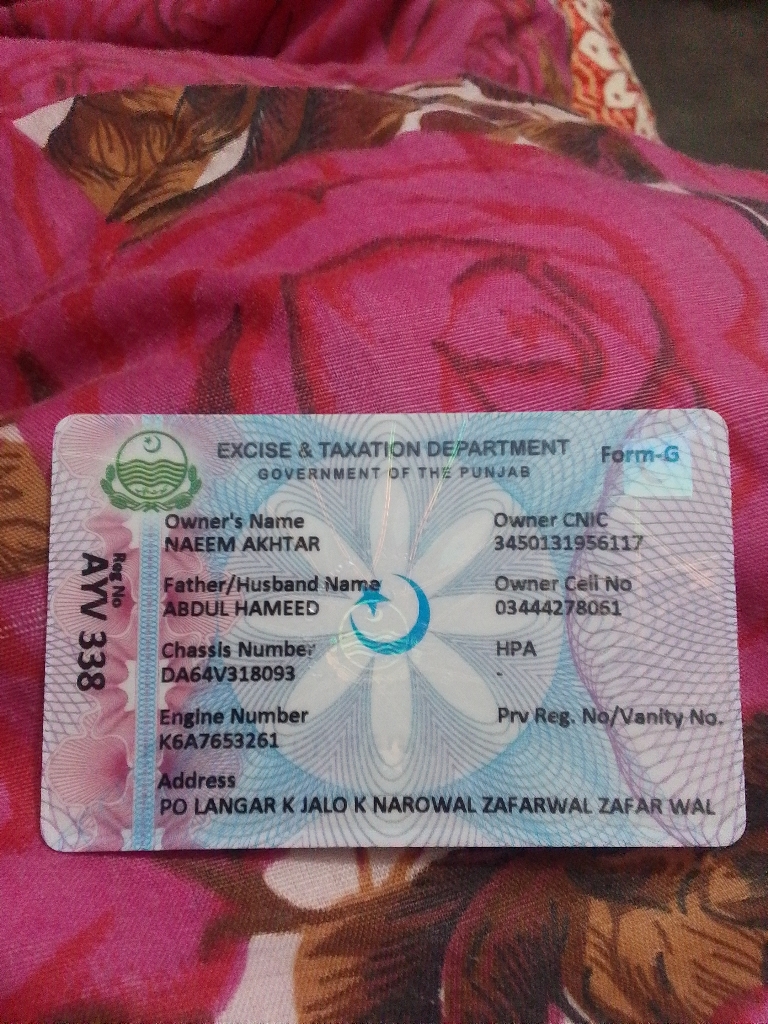 EXCISE & TAXATION DEPARTMENT
GOVERNMENT OF THE PUNJAB
Form-G
Reg No
AYV 338
Owner's Name
NAEEM AKHTAR
Owner CNIC
3450131956117
Father/Husband Name
ABDUL HAMEED
Owner Cell No
03444278061
Chassis Number
DA64V318093
HPA
-
Engine Number
K6A7653261
Prv Reg. No/Vanity No.
Address
PO LANGAR K JALO K NAROWAL ZAFARWAL ZAFAR WAL